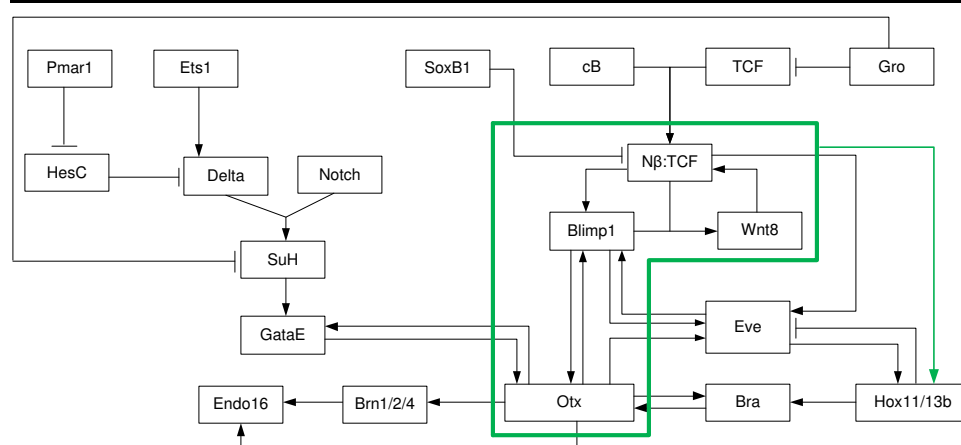 Pmar1
Ets1
SoxB1
cB
TCF
Gro
HesC
Delta
Notch
Nβ:TCF
Blimp1
Wnt8
SuH
GataE
Eve
Endo16
Brn1/2/4
Otx
Bra
Hox11/13b